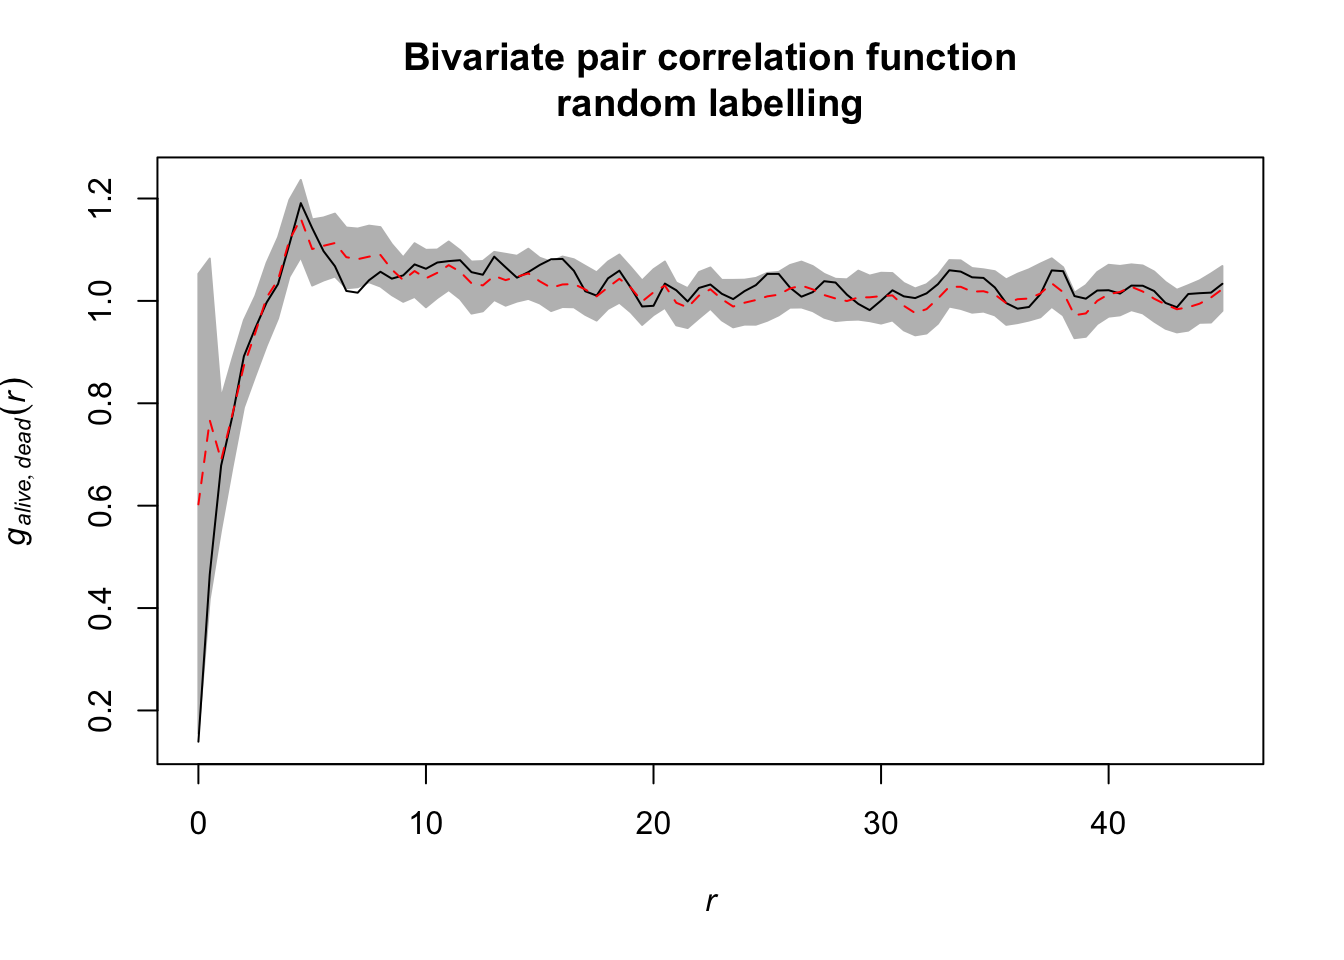 Bivariate pair correlation function
random labelling
1.2
1.0
0.8
0.6
0.4
0.2
g alive, dead (r)
0 10 20 30 40
r